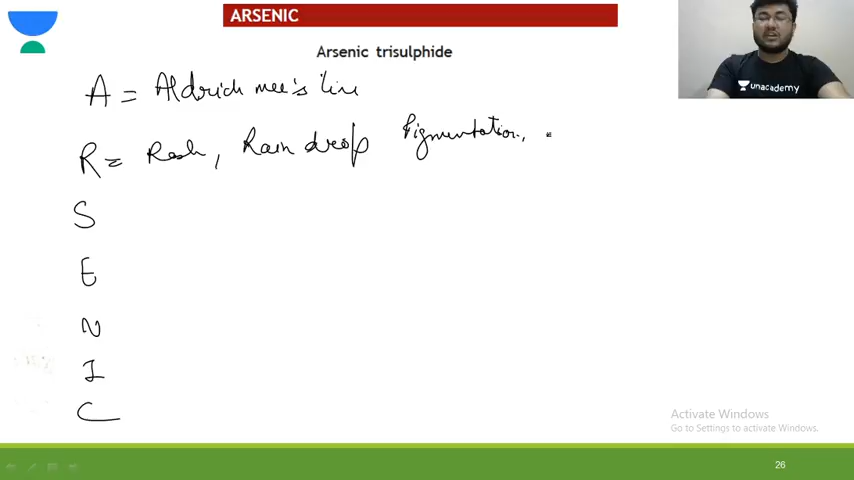 ARSENIC
Arsenic trisulphide
unacademy
A = Aldrich mee's line
R = Rash, Rain drop Pigmentation,
S
E
N
I
C
Activate Windows
Go to Settings to activate Windows.
26